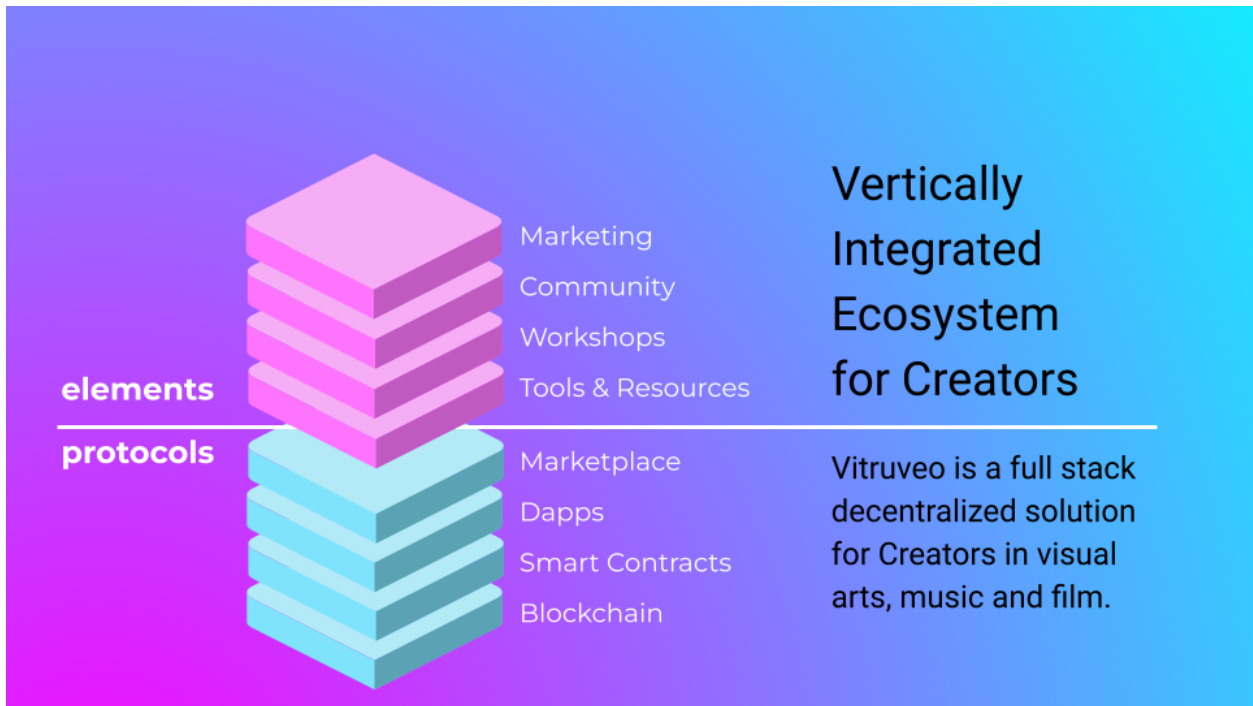 Marketing
Community
Workshops
Tools & Resources
elements
protocols
Marketplace
Dapps
Smart Contracts
Blockchain
Vertically
Integrated
Ecosystem
for Creators
Vitruveo is a full stack
decentralized solution
for Creators in visual
arts, music and film.